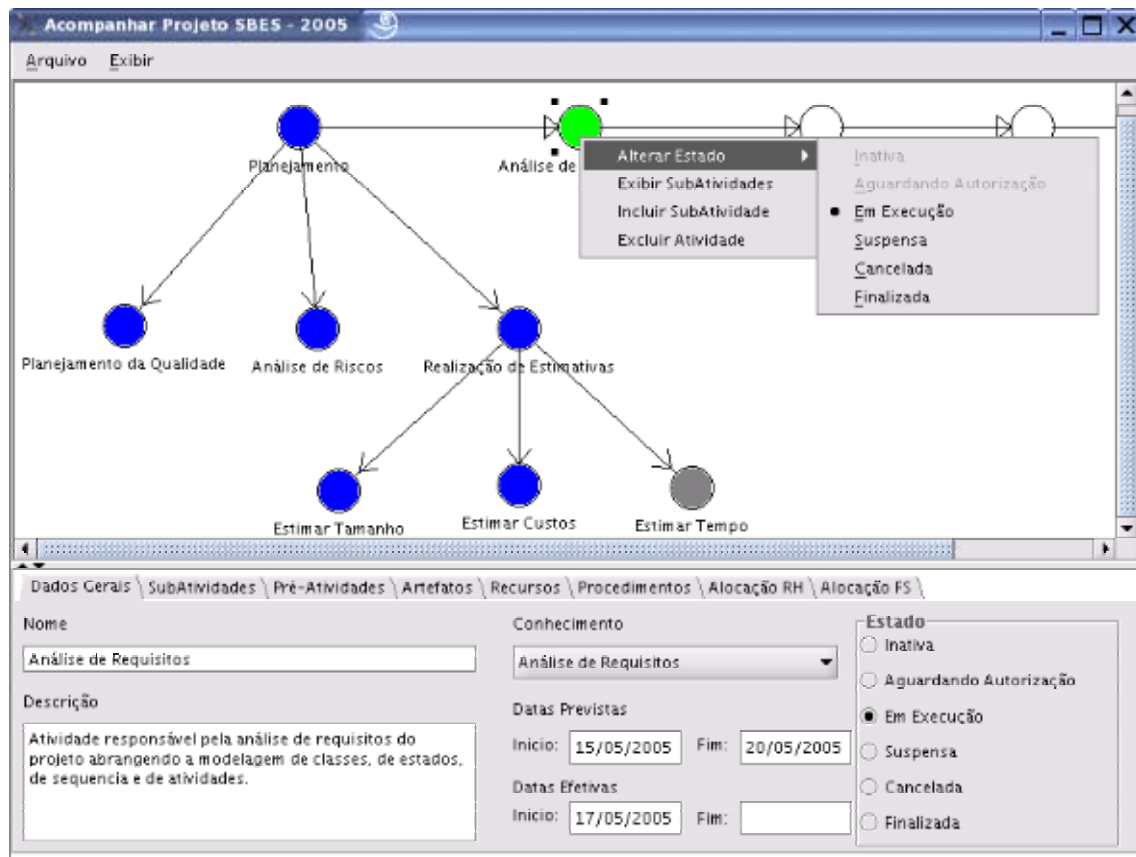 Acompanhar Projeto SBES - 2005
Arquivo Exibir
Planejamento
Análise de
Alterar Estado
Exibir SubAtividades
Incluir SubAtividade
Excluir Atividade
Inativa
Aguardando Autorização
Em Execução
Suspensa
Cancelada
Finalizada
Planejamento da Qualidade
Análise de Riscos
Realização de Estimativas
Estimar Tamanho
Estimar Custos
Estimar Tempo
Dados Gerais SubAtividades Pré-Atividades Artefatos Recursos Procedimentos Alocação RH Alocação FS
Nome
Análise de Requisitos
Descrição
Atividade responsável pela análise de requisitos do
projeto abrangendo a modelagem de classes, de estados,
de sequencia e de atividades.
Conhecimento
Análise de Requisitos
Datas Previstas
Inicio: 15/05/2005 Fim: 20/05/2005
Datas Efetivas
Inicio: 17/05/2005 Fim:
Estado
Inativa
Aguardando Autorização
Em Execução
Suspensa
Cancelada
Finalizada